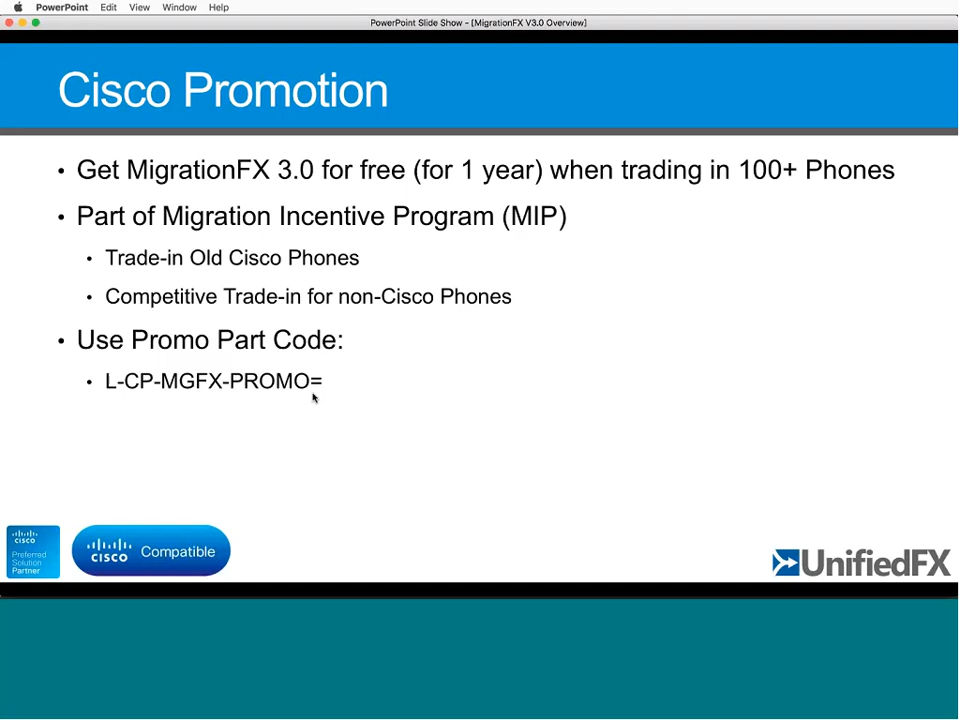 PowerPoint Edit View Window Help
PowerPoint Slide Show - [MigrationFX V3.0 Overview]
Cisco Promotion
• Get MigrationFX 3.0 for free (for 1 year) when trading in 100+ Phones
• Part of Migration Incentive Program (MIP)
• Trade-in Old Cisco Phones
• Competitive Trade-in for non-Cisco Phones
• Use Promo Part Code:
• L-CP-MGFX-PROMO=
CISCO
Preferred
Solution
Partner
CISCO Compatible
UnifiedFX